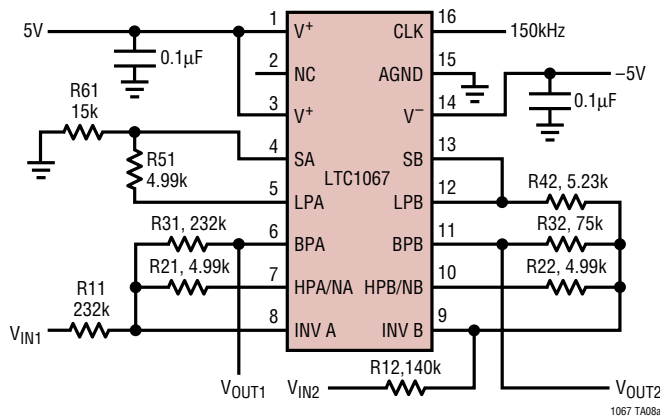 5V
0.1µF
R61
15k
R51
4.99k
R31, 232k
R21, 4.99k
R11
232k
VIN1
VOUT1
1
V+
2
NC
3
V+
4
SA
5
LPA
6
BPA
7
HPA/NA
8
INV A
LTC1067
CLK
16
150kHz
AGND
15
V−
14
–5V
0.1µF
SB
13
LPB
12
R42, 5.23k
BPB
11
R32, 75k
HPB/NB
10
R22, 4.99k
INV B
9
VIN2
R12,140k
VOUT2
1067 TA08a